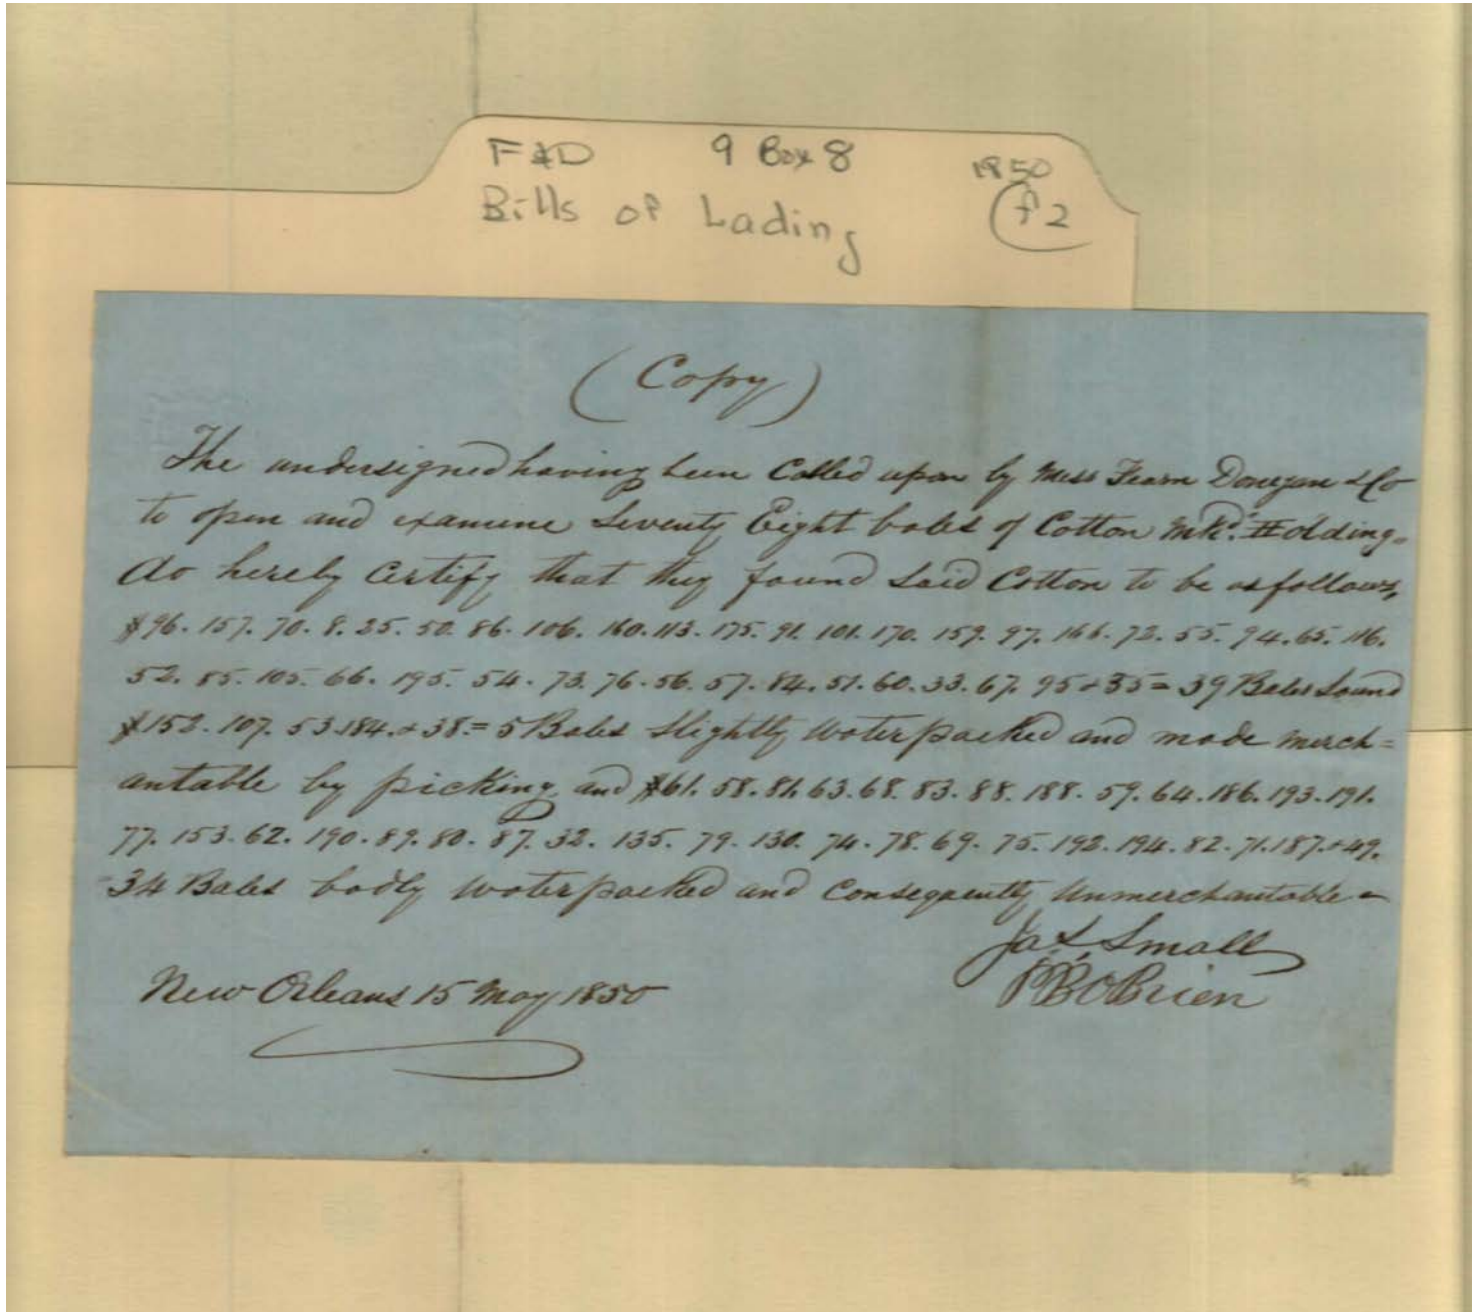 F&D 9 Box 8 1850
Bills of Lading f2
(Copy)
The undersigned having been Called upon by Mess Fearn Donegan & Co
to open and examine Seventy Eight bales of Cotton Mkd. "Holding"
do hereby Certify that they found Said Cotton to be as follows,
# 96. 157. 70. 8. 25. 50. 86. 106. 160. 113. 175. 91. 101. 170. 159. 97. 166. 72. 55. 94. 65. 116.
52. 85. 105. 66. 195. 54. 73. 76. 56. 57. 84. 51. 60. 33. 67. 95 & 35 = 39 Bales Sound
# 152. 107. 53. 184. & 38. = 5 Bales Slightly Waterpacked and made merch=
antable by picking and # 61. 58. 81. 63. 68. 83. 88. 188. 59. 64. 186. 193. 191.
77. 153. 62. 190. 89. 80. 87. 32. 135. 79. 130. 74. 78. 69. 75. 192. 194. 82. 71. 187. & 49.
34 Bales badly Waterpacked and Consequently Unmerchantable
Jas Small
P B OBrien
New Orleans 15 May 1850